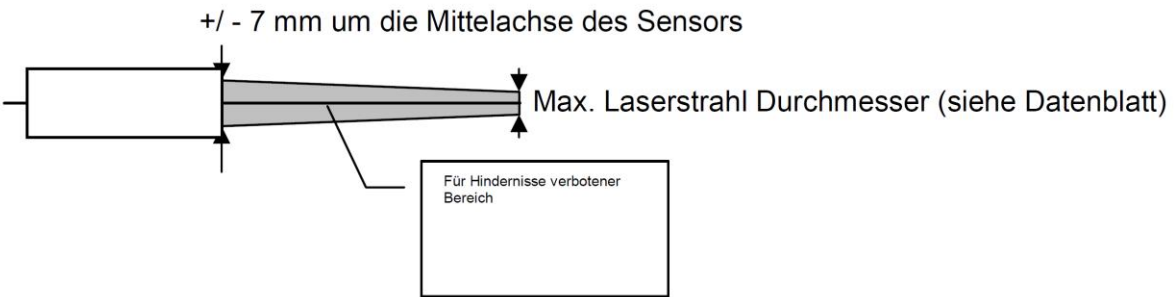 +/ - 7 mm um die Mittelachse des Sensors
Max. Laserstrahl Durchmesser (siehe Datenblatt)
Für Hindernisse verbotener
Bereich